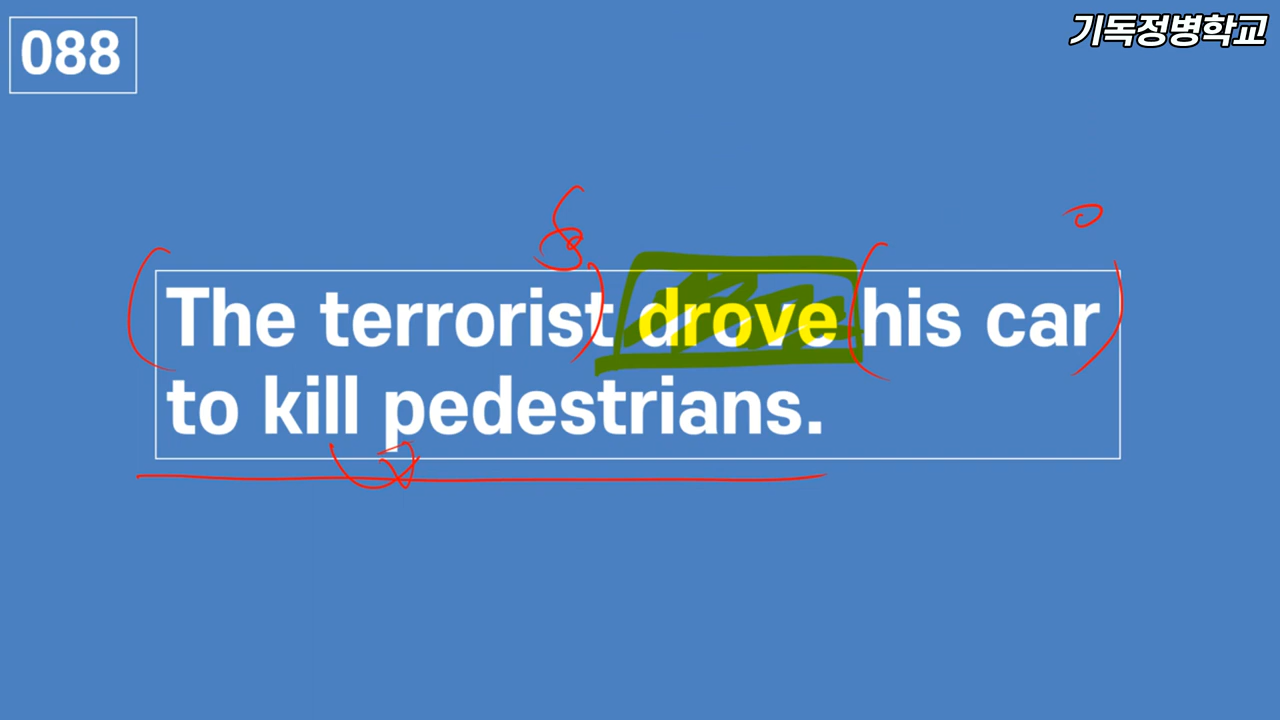 088
기독정병학교
The terrorist drove his car
to kill pedestrians.